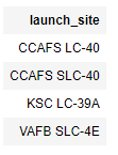 launch_site
CCAFS LC-40
CCAFS SLC-40
KSC LC-39A
VAFB SLC-4E